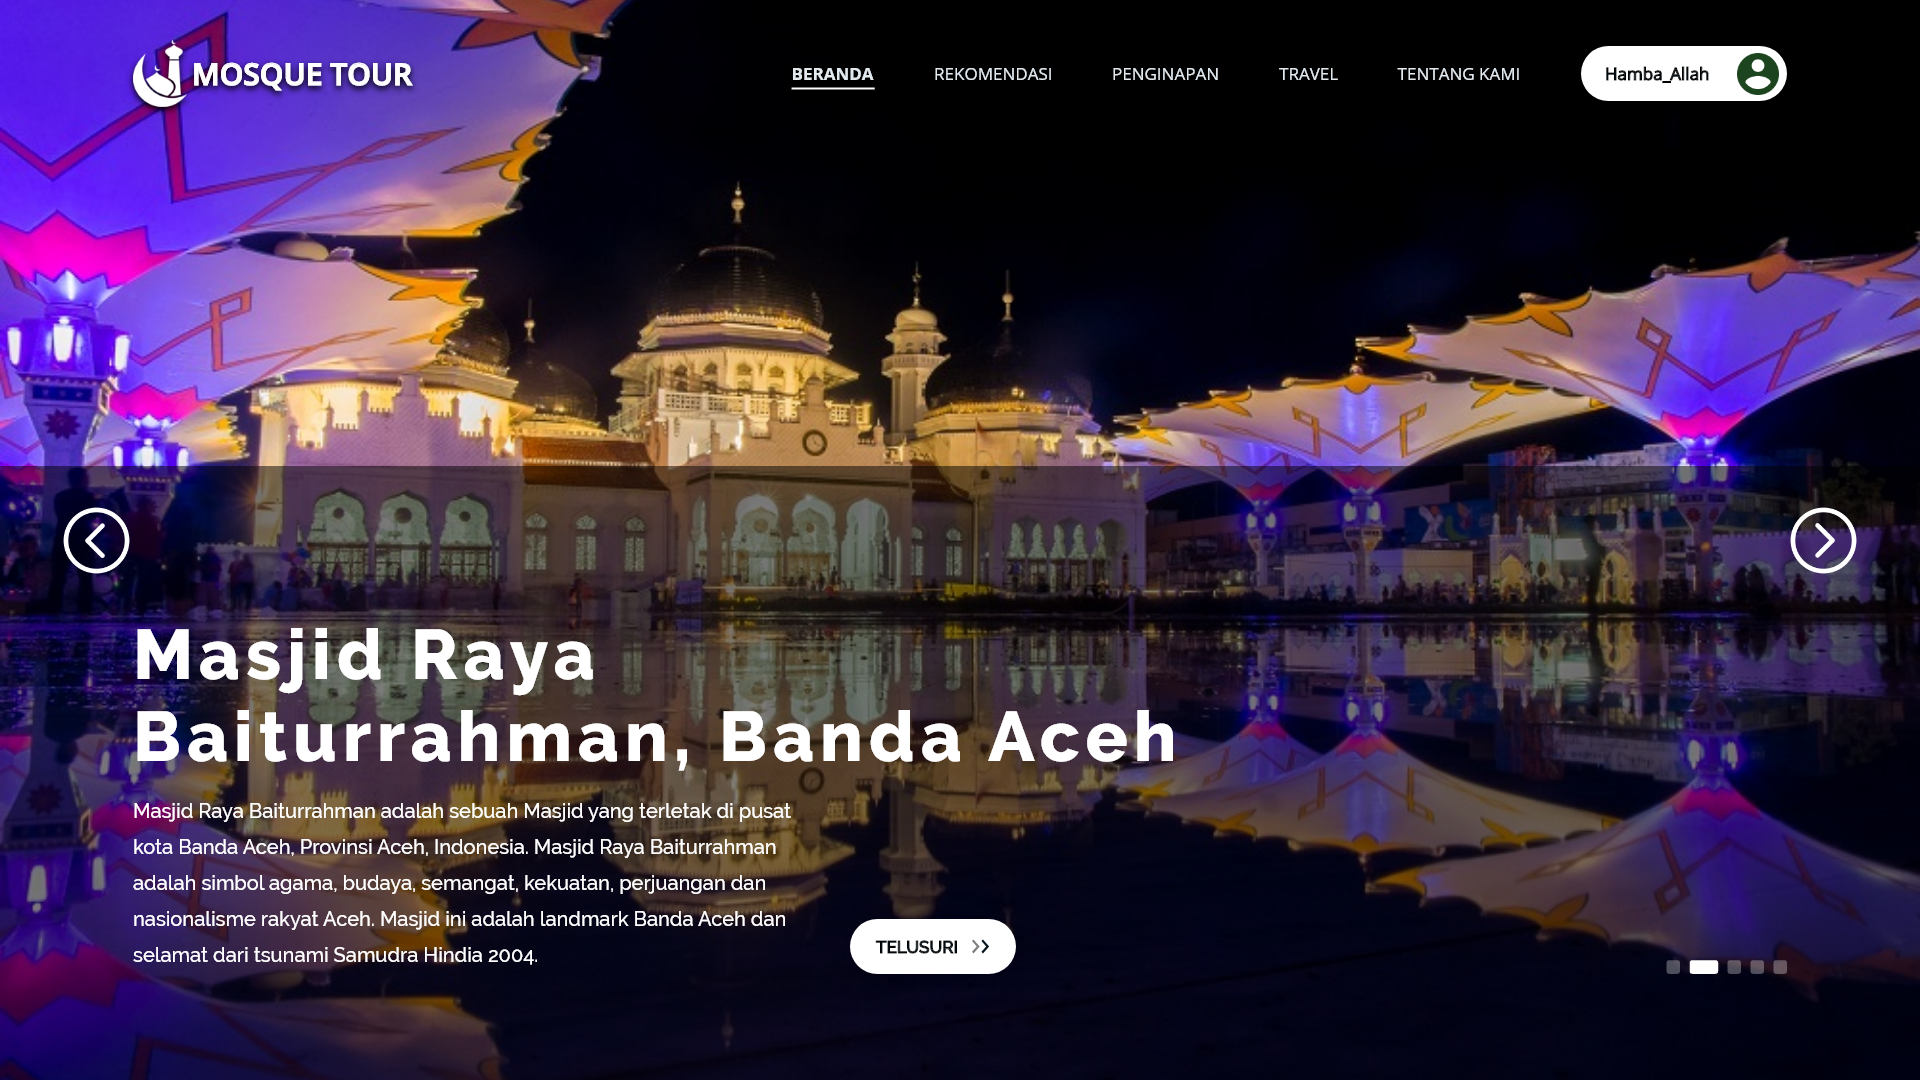 MOSQUE TOUR
BERANDA
REKOMENDASI
PENGINAPAN
TRAVEL
TENTANG KAMI
Hamba_Allah
Masjid Raya
Baiturrahman, Banda Aceh
Masjid Raya Baiturrahman adalah sebuah Masjid yang terletak di pusat
kota Banda Aceh, Provinsi Aceh, Indonesia. Masjid Raya Baiturrahman
adalah simbol agama, budaya, semangat, kekuatan, perjuangan dan
nasionalisme rakyat Aceh. Masjid ini adalah landmark Banda Aceh dan
selamat dari tsunami Samudra Hindia 2004.
TELUSURI